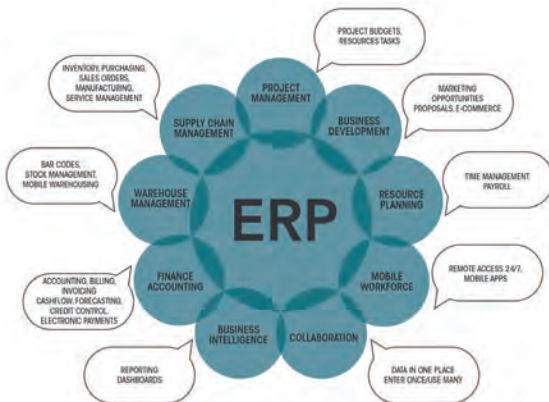 PROJECT BUDGETS,
RESOURCES TASKS
INVENTORY, PURCHASING,
SALES ORDERS,
MANUFACTURING,
SERVICE MANAGEMENT
PROJECT
MANAGEMENT
MARKETING
OPPORTUNITIES
PROPOSALS, E-COMMERCE
SUPPLY CHAIN
MANAGEMENT
BUSINESS
DEVELOPMENT
BAR CODES,
STOCK MANAGEMENT,
MOBILE WAREHOUSING
WAREHOUSE
MANAGEMENT
ERP
RESOURCE
PLANNING
TIME MANAGEMENT
PAYROLL
ACCOUNTING, BILLING,
INVOICING
CASHFLOW, FORECASTING,
CREDIT CONTROL,
ELECTRONIC PAYMENTS
FINANCE
ACCOUNTING
MOBILE
WORKFORCE
REMOTE ACCESS 24/7,
MOBILE APPS
BUSINESS
INTELLIGENCE
COLLABORATION
REPORTING
DASHBOARDS
DATA IN ONE PLACE
ENTER ONCE/USE MANY